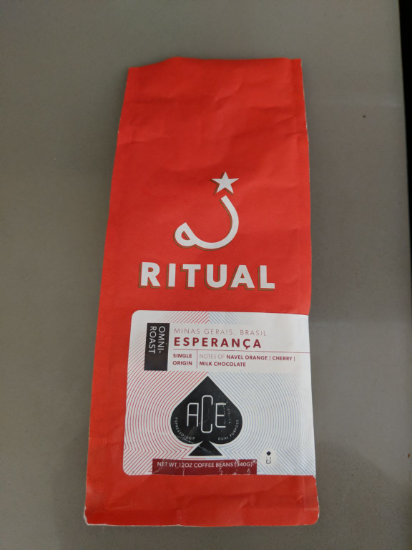 RITUAL
OMNI-
ROAST
MINAS GERAIS, BRASIL
ESPERANÇA
SINGLE
ORIGIN
NOTES OF NAVEL ORANGE | CHERRY |
MILK CHOCOLATE
ACE
NET WT 12OZ COFFEE BEANS (340G)